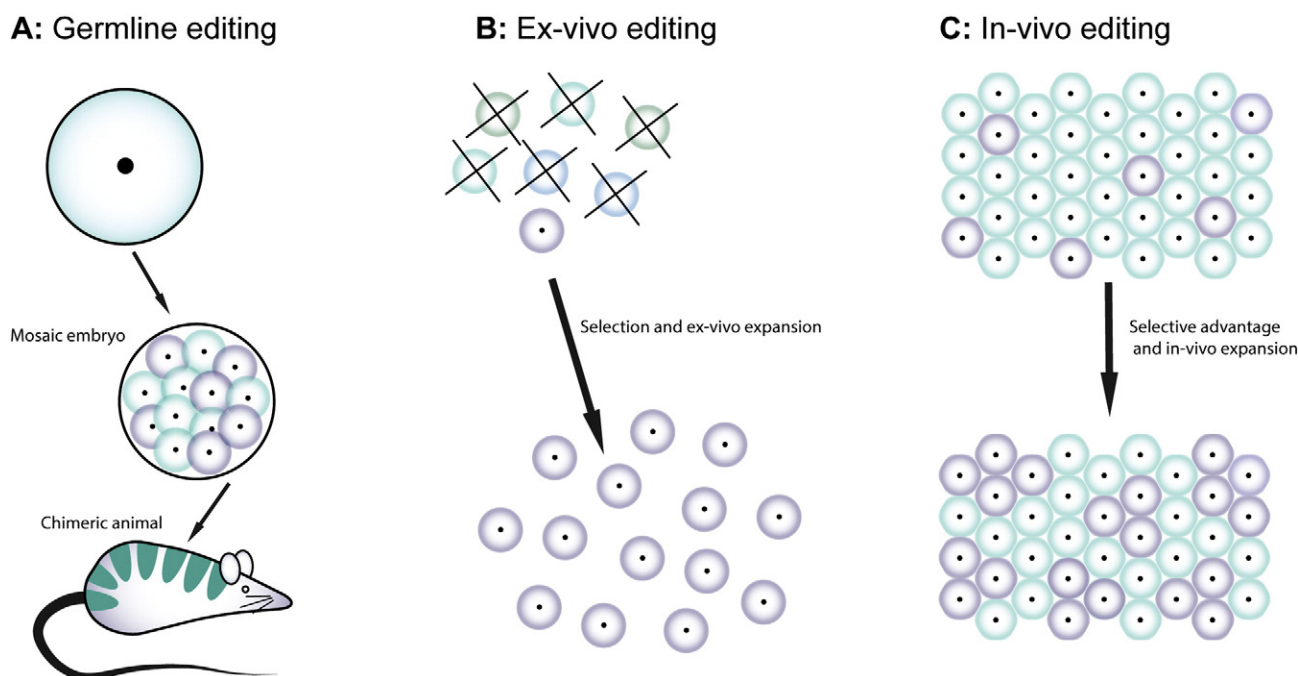 A: Germline editing
Mosaic embryo
Chimeric animal
B: Ex-vivo editing
Selection and ex-vivo expansion
C: In-vivo editing
Selective advantage
and in-vivo expansion